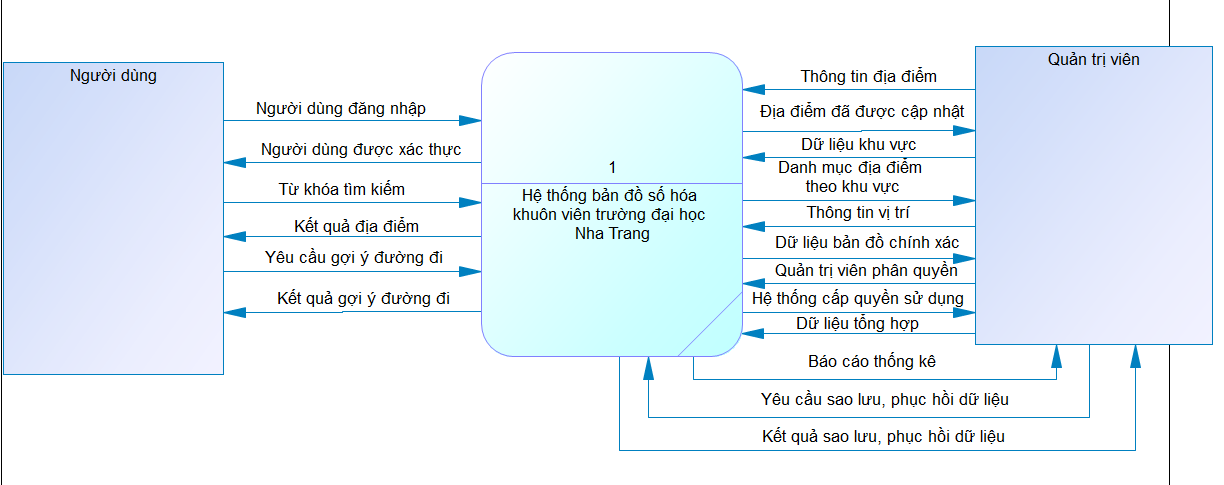 Người dùng
Người dùng đăng nhập
Người dùng được xác thực
Từ khóa tìm kiếm
Kết quả địa điểm
Yêu cầu gợi ý đường đi
Kết quả gợi ý đường đi
1
Hệ thống bản đồ số hóa
khuôn viên trường đại học
Nha Trang
Quản trị viên
Thông tin địa điểm
Địa điểm đã được cập nhật
Dữ liệu khu vực
Danh mục địa điểm
theo khu vực
Thông tin vị trí
Dữ liệu bản đồ chính xác
Quản trị viên phân quyền
Hệ thống cấp quyền sử dụng
Dữ liệu tổng hợp
Báo cáo thống kê
Yêu cầu sao lưu, phục hồi dữ liệu
Kết quả sao lưu, phục hồi dữ liệu